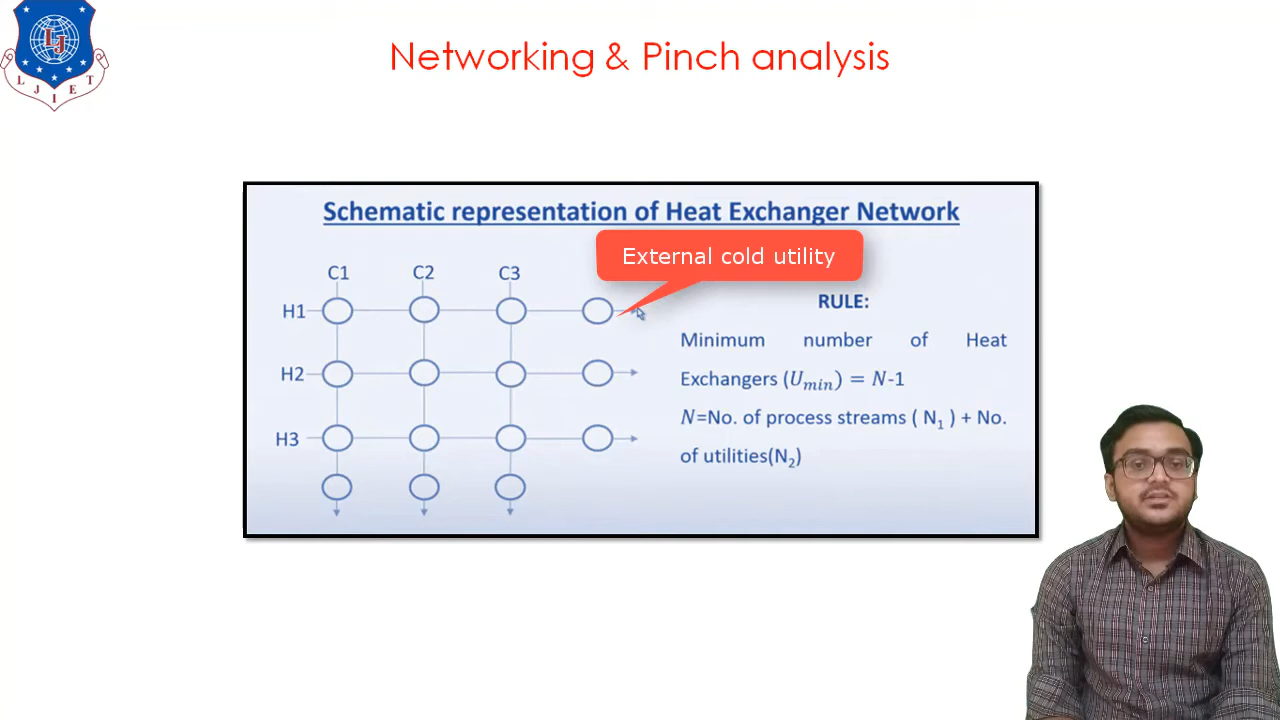 LJ
L J I E T
Networking & Pinch analysis
Schematic representation of Heat Exchanger Network
External cold utility
C1 C2 C3
H1
H2
H3
RULE:
Minimum number of Heat
Exchangers (Uₘᵢₙ) = N-1
N=No. of process streams ( N₁ ) + No.
of utilities(N₂)